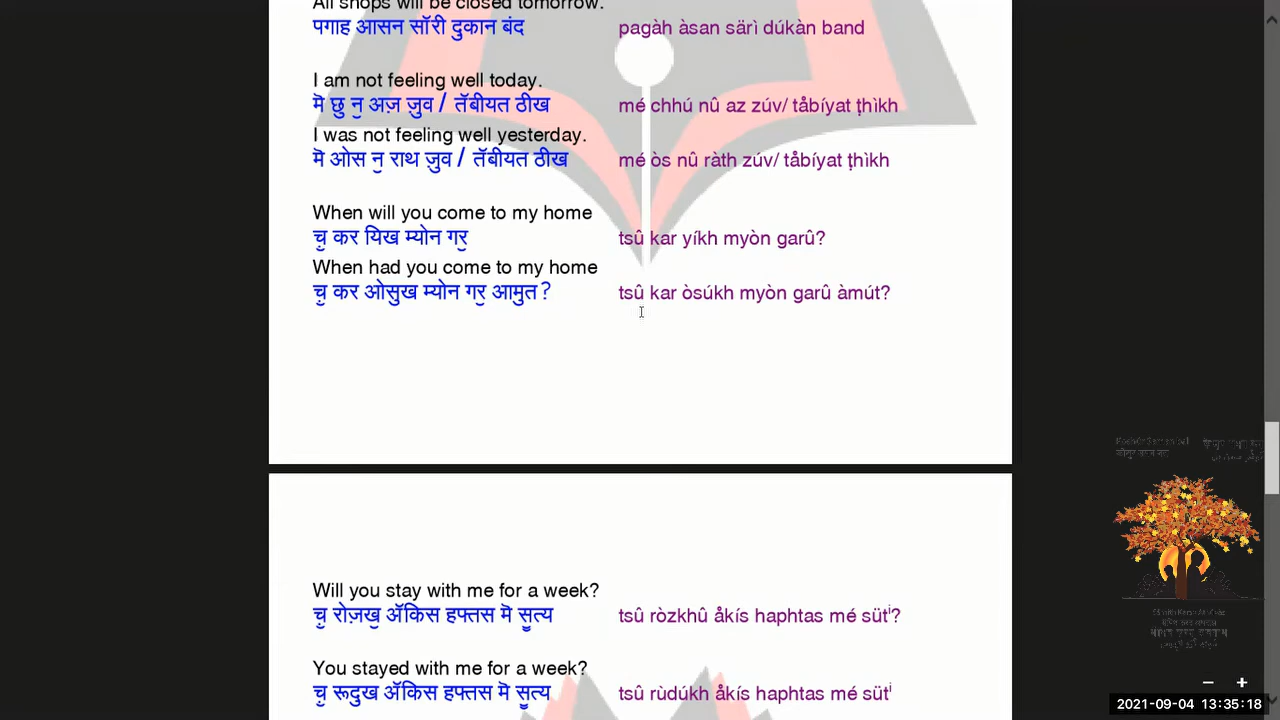 All shops will be closed tomorrow.
पगाह आसन सॉरी दुकान बंद pagàh àsan särì dúkàn band
I am not feeling well today.
मे॓ छु न॒ अज़ ज़ुव / तॅबीयत ठीख mé chhú nû az zúv/ tåbíyat ṭhìkh
I was not feeling well yesterday.
मे॓ ओस न॒ राथ ज़ुव / तॅबीयत ठीख mé òs nû ràth zúv/ tåbíyat ṭhìkh
When will you come to my home
च़॒ कर यिख म्योन गर॒ tsû kar yíkh myòn garû?
When had you come to my home
च़॒ कर ओसुख म्योन गर॒ आमुत? tsû kar òsúkh myòn garû àmút?
Will you stay with me for a week?
च़॒ रोज़ख॒ ॲकिस हफ्तस मे॓ सॣत्य tsû ròzkhû åkís haphtas mé sütⁱ?
You stayed with me for a week?
च़॒ रूदुख ॲकिस हफ्तस मे॓ सॣत्य tsû rùdúkh åkís haphtas mé sütⁱ
2021-09-04 13:35:18